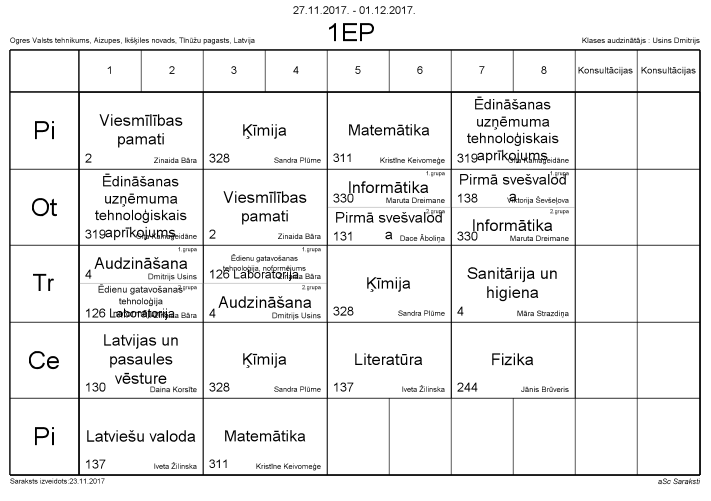 27.11.2017. - 01.12.2017.
1EP
Ogres Valsts tehnikums, Aizupes, Ikšķiles novads, Tīnūžu pagasts, Latvija
Klases audzinātājs : Usins Dmitrijs
1 2 3 4 5 6 7 8 Konsultācijas Konsultācijas
Pi
Viesmīlības
pamati
2 Zinaida Bāra
Ķīmija
328 Sandra Plūme
Matemātika
311 Kristīne Keivomeģe
Ēdināšanas
uzņēmuma
tehnoloģiskais
aprīkojums
319
Ot
Ēdināšanas
uzņēmuma
tehnoloģiskais
aprīkojums
319
Viesmīlības
pamati
2 Zinaida Bāra
1.grupa
Informātika
330 Maruta Dreimane
2.grupa
Pirmā svešvalod
a
131 Dace Āboliņa
1.grupa
Pirmā svešvalod
a
138 Viktorija Ševšeļova
2.grupa
Informātika
330 Maruta Dreimane
Tr
1.grupa
Audzināšana
4 Dmitrijs Usins
2.grupa
Ēdienu gatavošanas
tehnoloģija
126 Laboratorija Zinaida Bāra
1.grupa
Ēdienu gatavošanas
tehnoloģija, noformējums
126 Laboratorija Zinaida Bāra
2.grupa
Audzināšana
4 Dmitrijs Usins
Ķīmija
328 Sandra Plūme
Sanitārija un
higiena
4 Māra Strazdiņa
Ce
Latvijas un
pasaules
vēsture
130 Daina Korsīte
Ķīmija
328 Sandra Plūme
Literatūra
137 Iveta Žilinska
Fizika
244 Jānis Brūveris
Pi
Latviešu valoda
137 Iveta Žilinska
Matemātika
311 Kristīne Keivomeģe
Saraksts izveidots:23.11.2017
aSc Saraksti